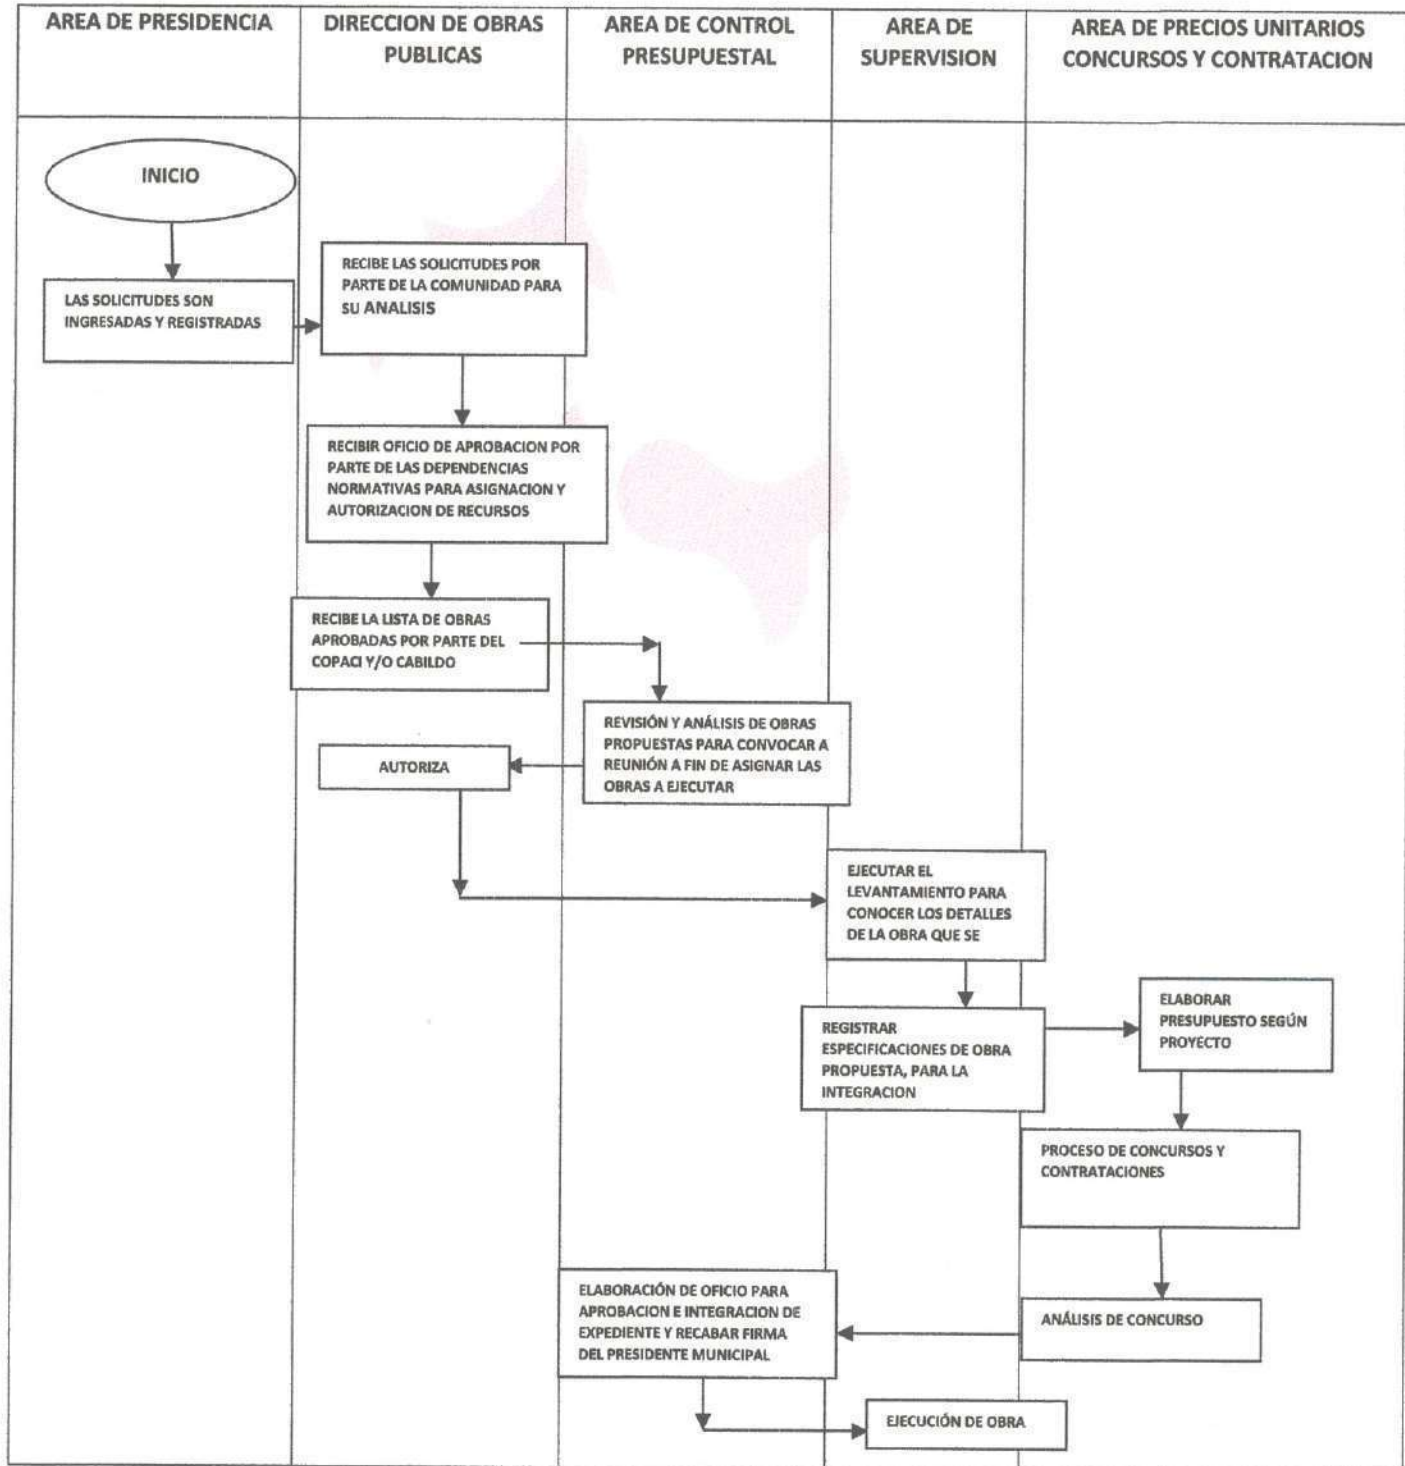 AREA DE PRESIDENCIA
DIRECCION DE OBRAS
PUBLICAS
AREA DE CONTROL
PRESUPUESTAL
AREA DE
SUPERVISION
AREA DE PRECIOS UNITARIOS
CONCURSOS Y CONTRATACION
INICIO
LAS SOLICITUDES SON
INGRESADAS Y REGISTRADAS
RECIBE LAS SOLICITUDES POR
PARTE DE LA COMUNIDAD PARA
SU ANALISIS
RECIBIR OFICIO DE APROBACION POR
PARTE DE LAS DEPENDENCIAS
NORMATIVAS PARA ASIGNACION Y
AUTORIZACION DE RECURSOS
RECIBE LA LISTA DE OBRAS
APROBADAS POR PARTE DEL
COPACI Y/O CABILDO
REVISIÓN Y ANÁLISIS DE OBRAS
PROPUESTAS PARA CONVOCAR A
REUNIÓN A FIN DE ASIGNAR LAS
OBRAS A EJECUTAR
AUTORIZA
EJECUTAR EL
LEVANTAMIENTO PARA
CONOCER LOS DETALLES
DE LA OBRA QUE SE
REGISTRAR
ESPECIFICACIONES DE OBRA
PROPUESTA, PARA LA
INTEGRACION
ELABORAR
PRESUPUESTO SEGÚN
PROYECTO
PROCESO DE CONCURSOS Y
CONTRATACIONES
ANÁLISIS DE CONCURSO
ELABORACIÓN DE OFICIO PARA
APROBACION E INTEGRACION DE
EXPEDIENTE Y RECABAR FIRMA
DEL PRESIDENTE MUNICIPAL
EJECUCIÓN DE OBRA